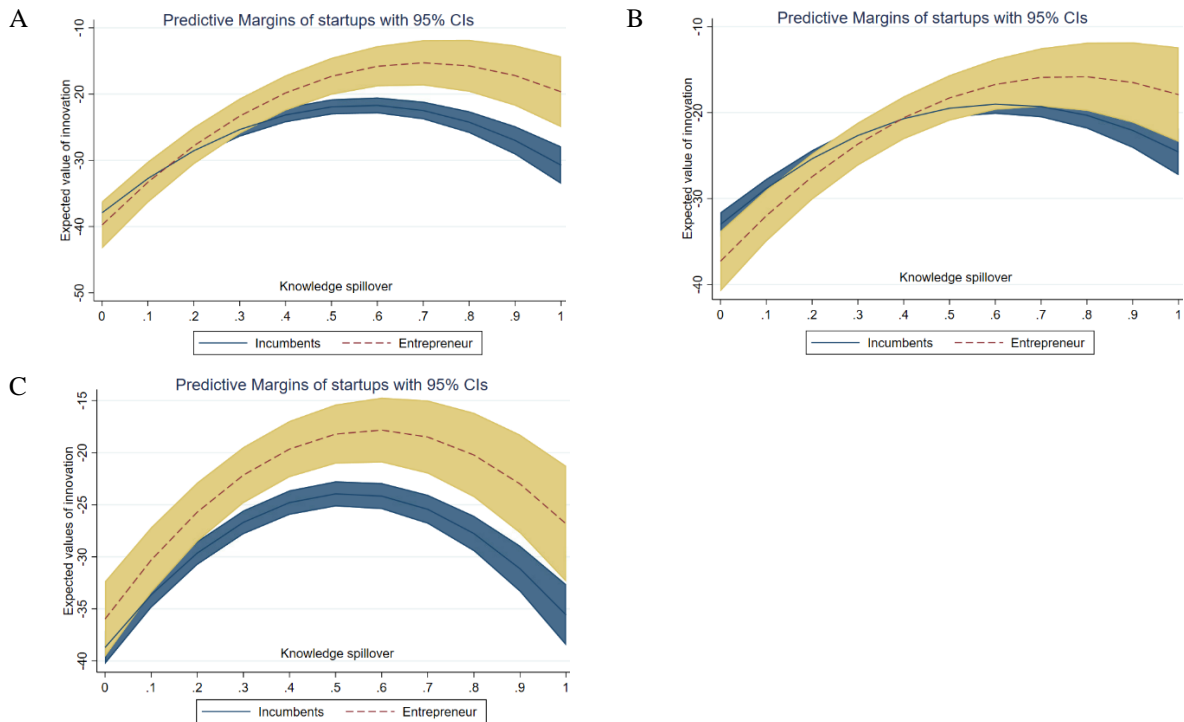 A
Predictive Margins of startups with 95% CIs
Expected value of innovation
-10
-20
-30
-40
-50
Knowledge spillover
0 .1 .2 .3 .4 .5 .6 .7 .8 .9 1
Incumbents Entrepreneur
B
Predictive Margins of startups with 95% CIs
Expected value of innovation
-10
-20
-30
-40
Knowledge spillover
0 .1 .2 .3 .4 .5 .6 .7 .8 .9 1
Incumbents Entrepreneur
C
Predictive Margins of startups with 95% CIs
Expected values of innovation
-15
-20
-25
-30
-35
-40
Knowledge spillover
0 .1 .2 .3 .4 .5 .6 .7 .8 .9 1
Incumbents Entrepreneur